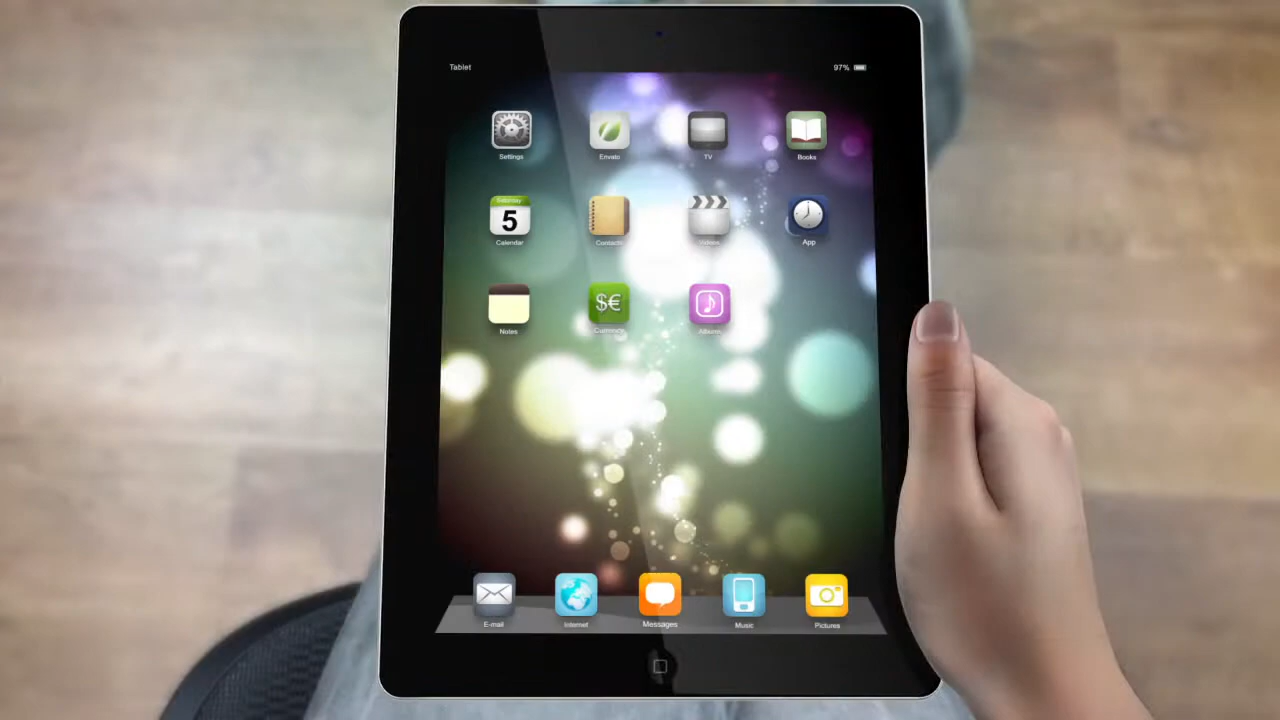 Tablet 97%
Settings Envato TV Books
Saturday
5
Calendar Contacts Videos App
$€
Notes Currency Albums
E-mail Internet Messages Music Pictures